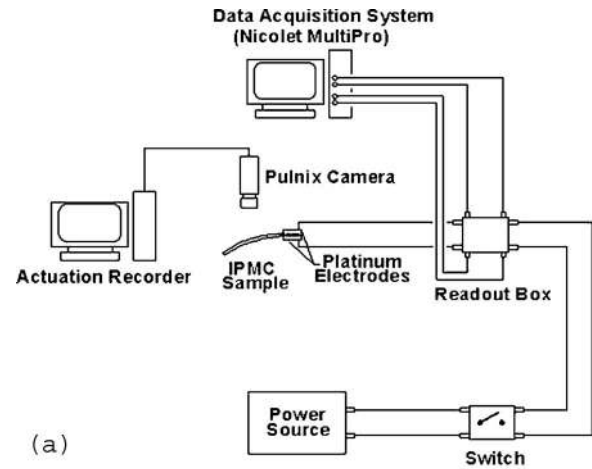 Data Acquisition System
(Nicolet MultiPro)
Pulnix Camera
Actuation Recorder
IPMC
Sample
Platinum
Electrodes
Readout Box
Power
Source
Switch
(a)